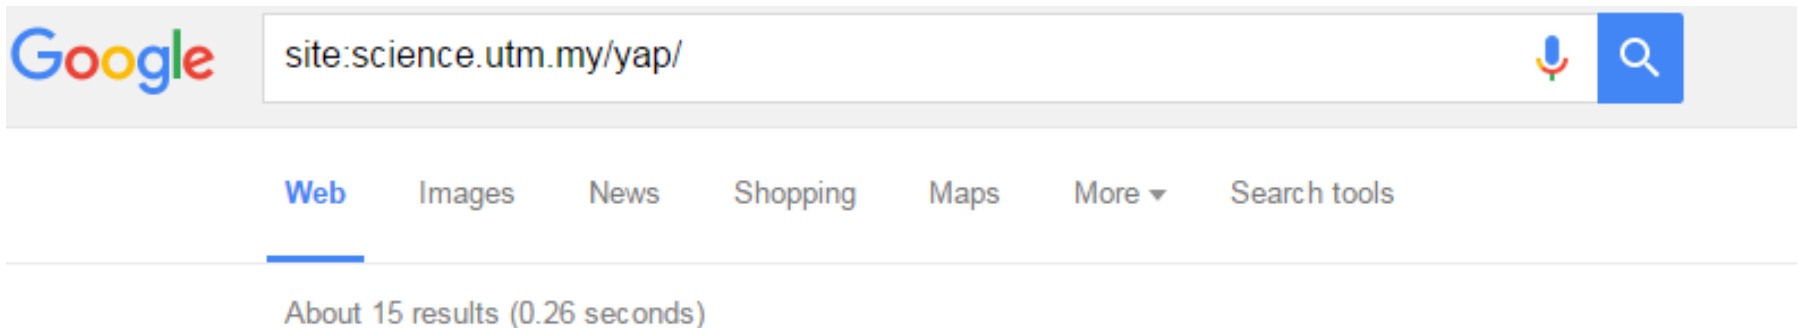 Google site:science.utm.my/yap/
Web Images News Shopping Maps More Search tools
About 15 results (0.26 seconds)